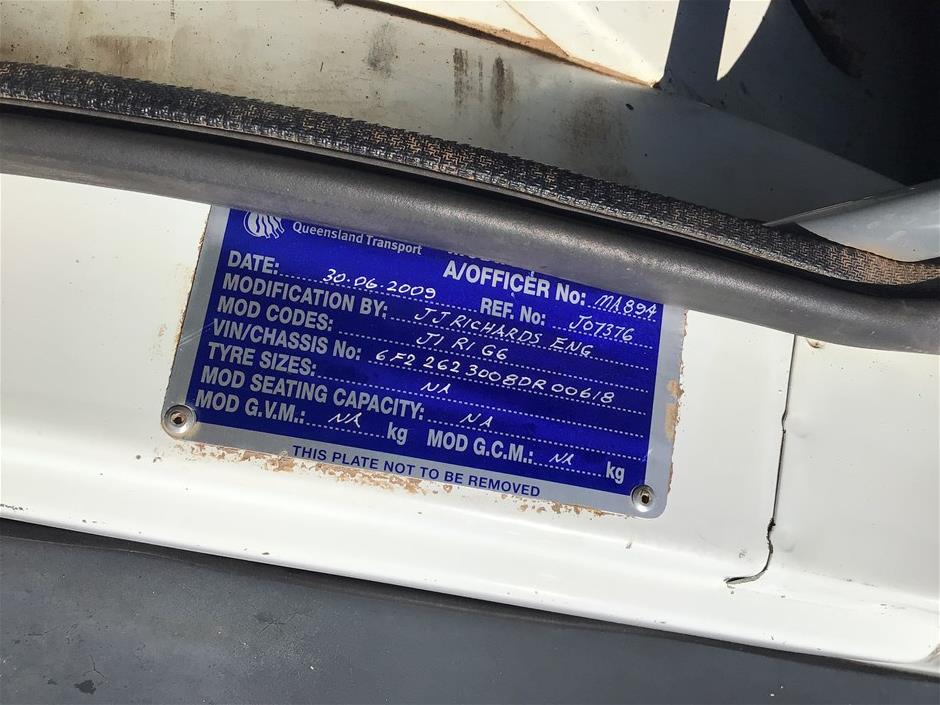 Queensland Transport
DATE: 30.06.2009 A/OFFICER No: MA894
MODIFICATION BY: REF. No: J07376
J J RICHARDS ENG
MOD CODES: J1 R1 G6
VIN/CHASSIS No: 6F2 262 3008DR00618
TYRE SIZES: NA
MOD SEATING CAPACITY: NA
MOD G.V.M.: NA kg MOD G.C.M.: NA kg
THIS PLATE NOT TO BE REMOVED